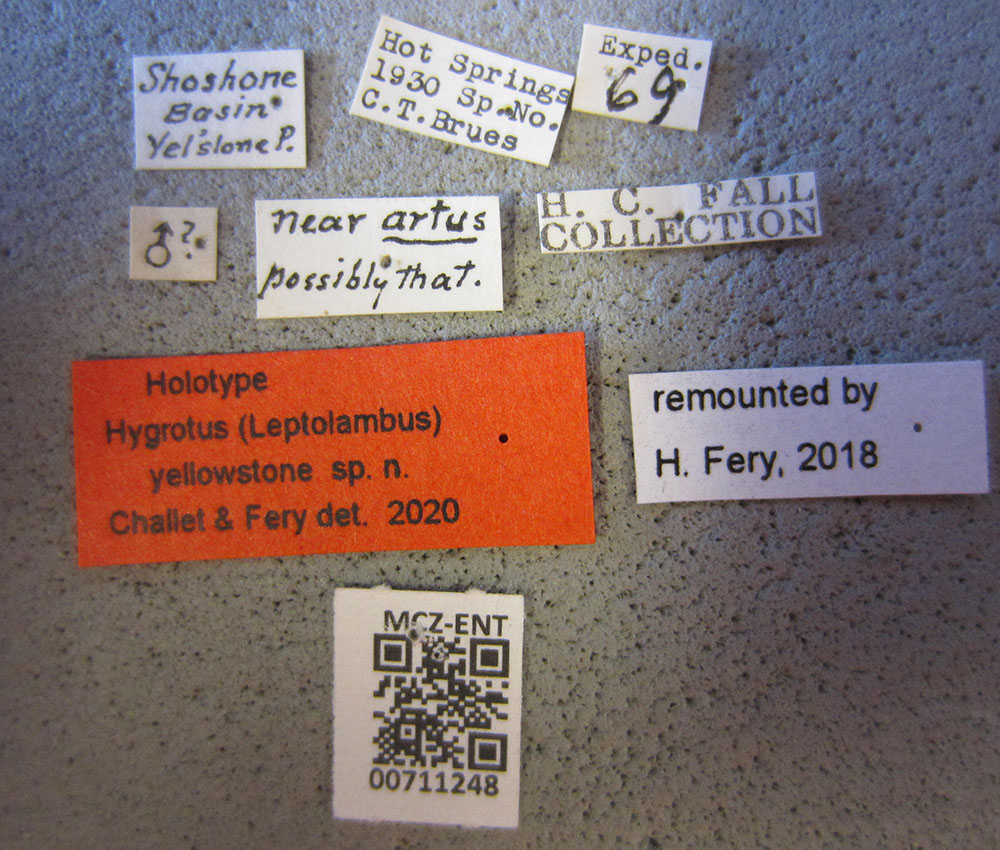 Shoshone
Basin
Yel'stone P.
Hot Springs
1930 Sp.No.
C.T.Brues
Exped.
69
♂?
near artus
possibly that.
H. C. FALL
COLLECTION
Holotype
Hygrotus (Leptolambus)
yellowstone sp. n.
Challet & Fery det. 2020
remounted by
H. Fery, 2018
MCZ-ENT
00711248